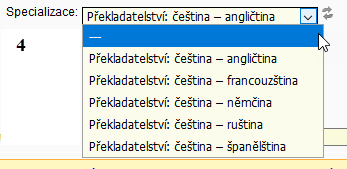 Specializace: Překladatelství: čeština – angličtina
4
—
Překladatelství: čeština – angličtina
Překladatelství: čeština – francouzština
Překladatelství: čeština – němčina
Překladatelství: čeština – ruština
Překladatelství: čeština – španělština